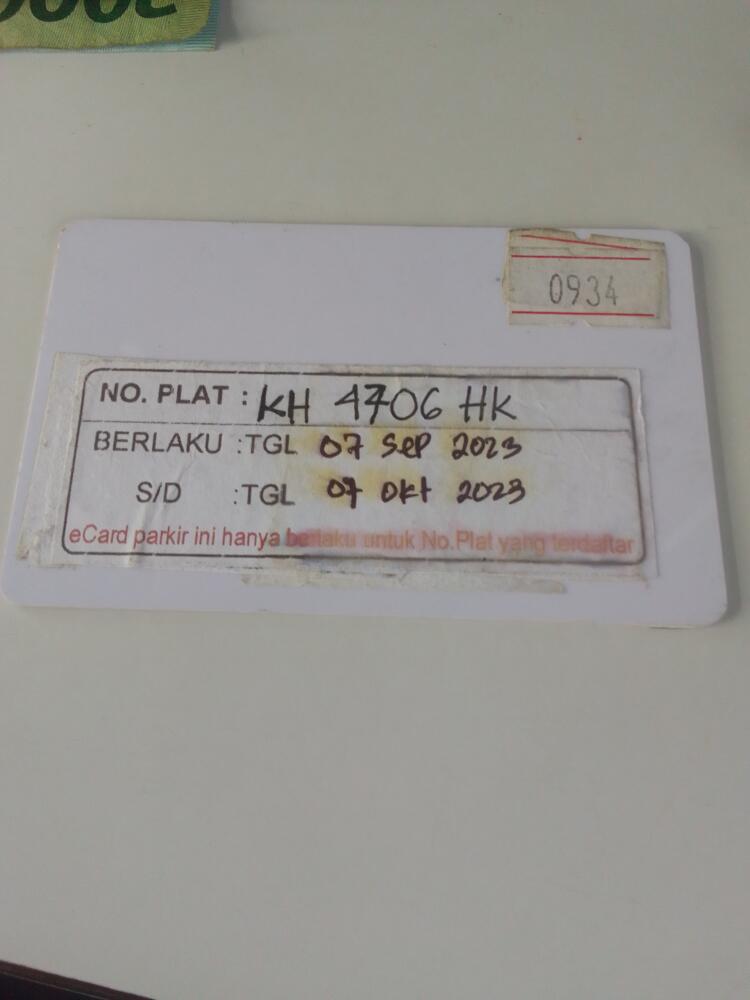 000
0934
NO. PLAT : KH 4706 HK
BERLAKU :TGL 07 Sep 2023
S/D :TGL 07 Okt 2023
eCard parkir ini hanya berlaku untuk No.Plat yang terdaftar